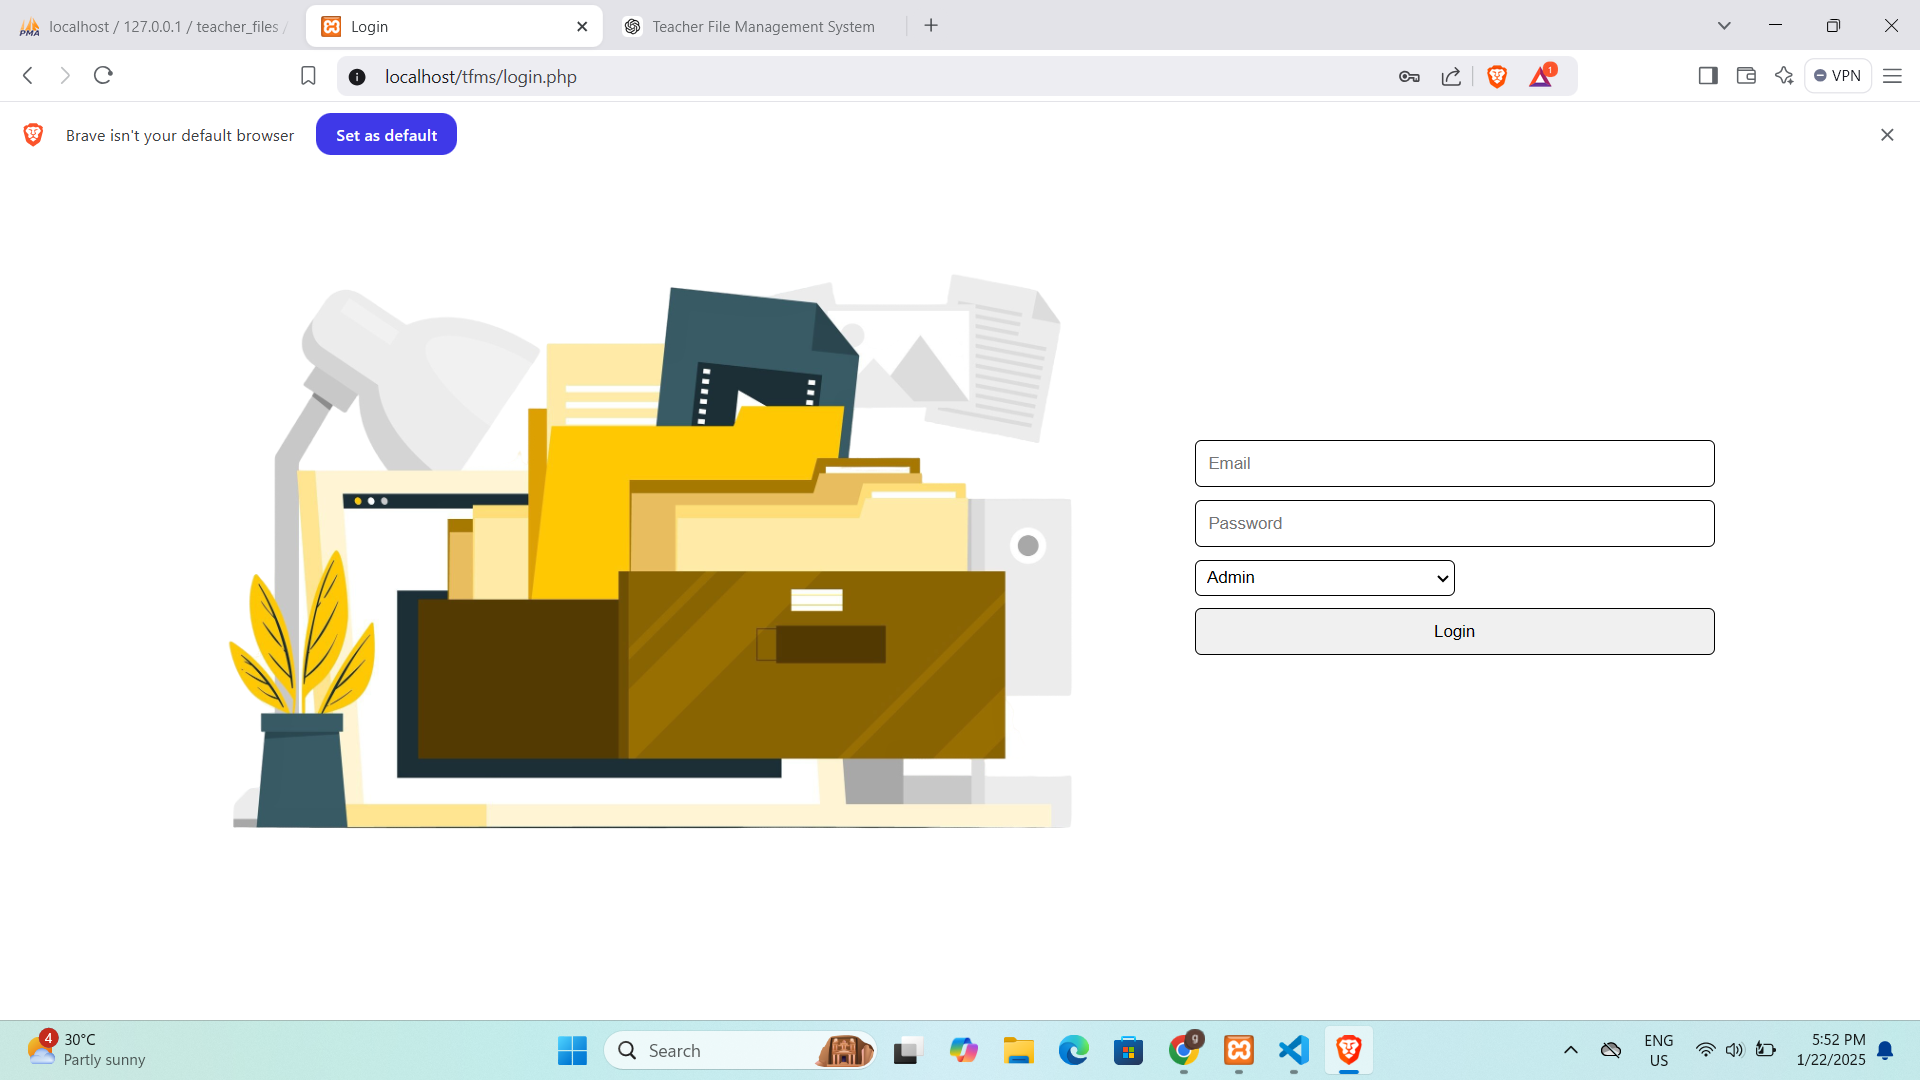 PMA
localhost / 127.0.0.1 / teacher_files /
Login
Teacher File Management System
localhost/tfms/login.php
1
VPN
Brave isn't your default browser
Set as default
Email
Password
Admin
Login
4
30°C
Partly sunny
Search
g
ENG
US
5:52 PM
1/22/2025